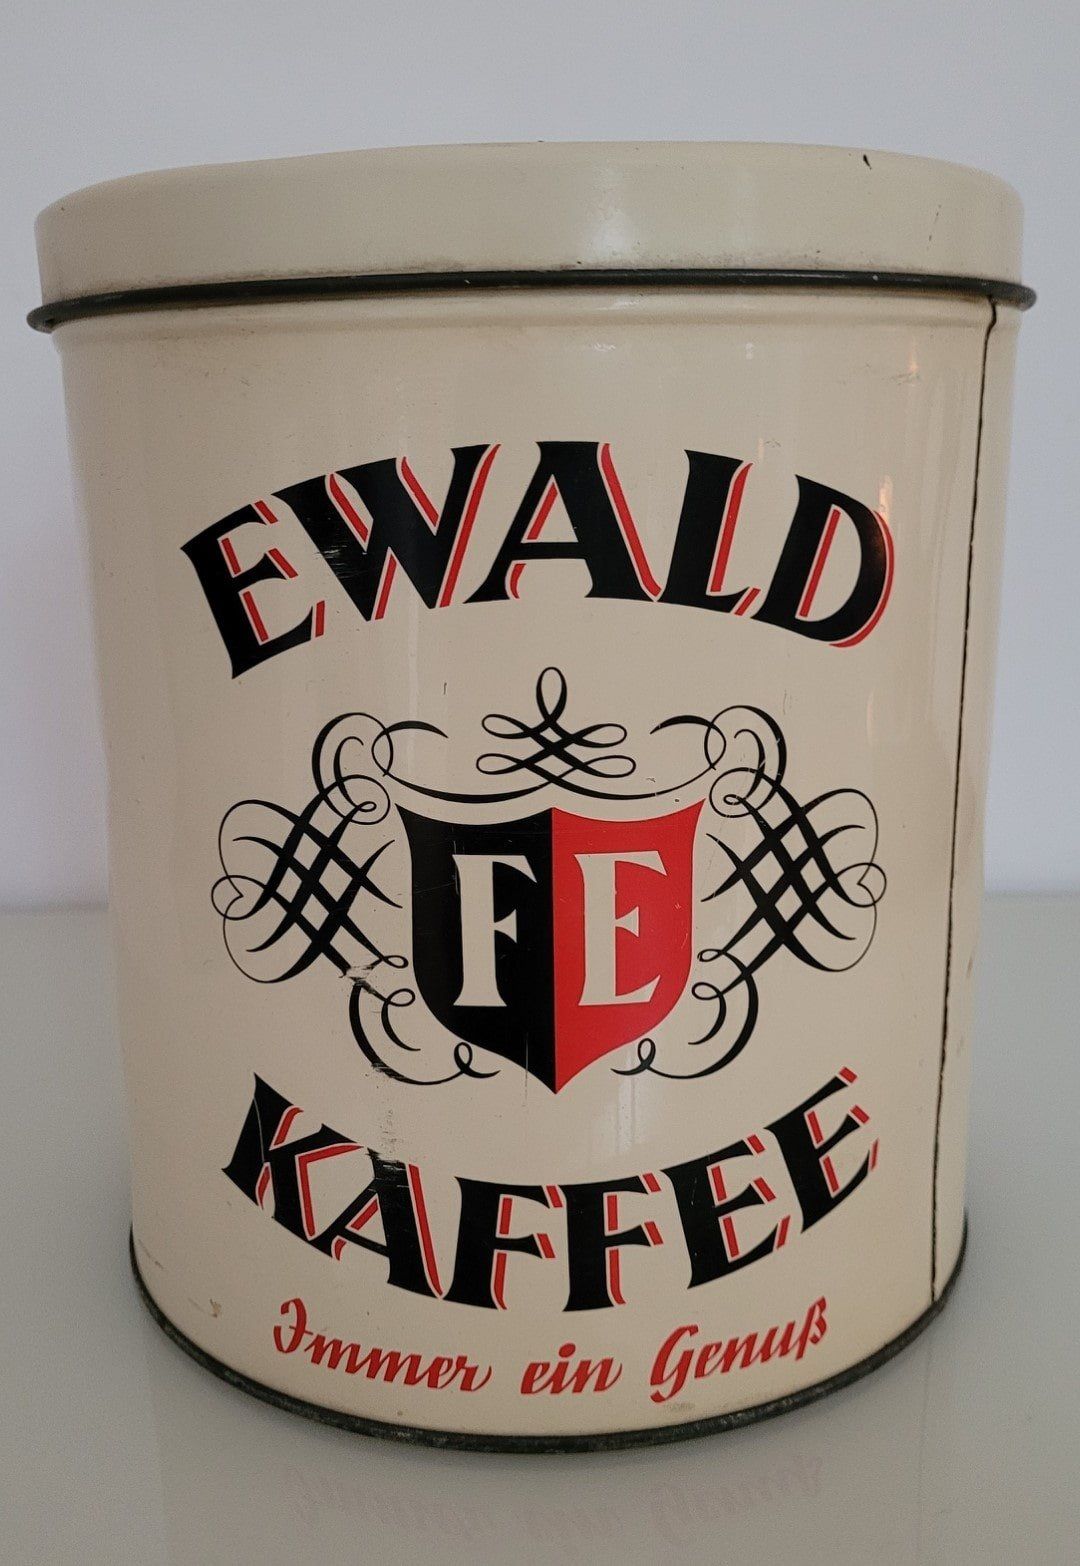 EWALD
FE
KAFFEE
Immer ein Genuß